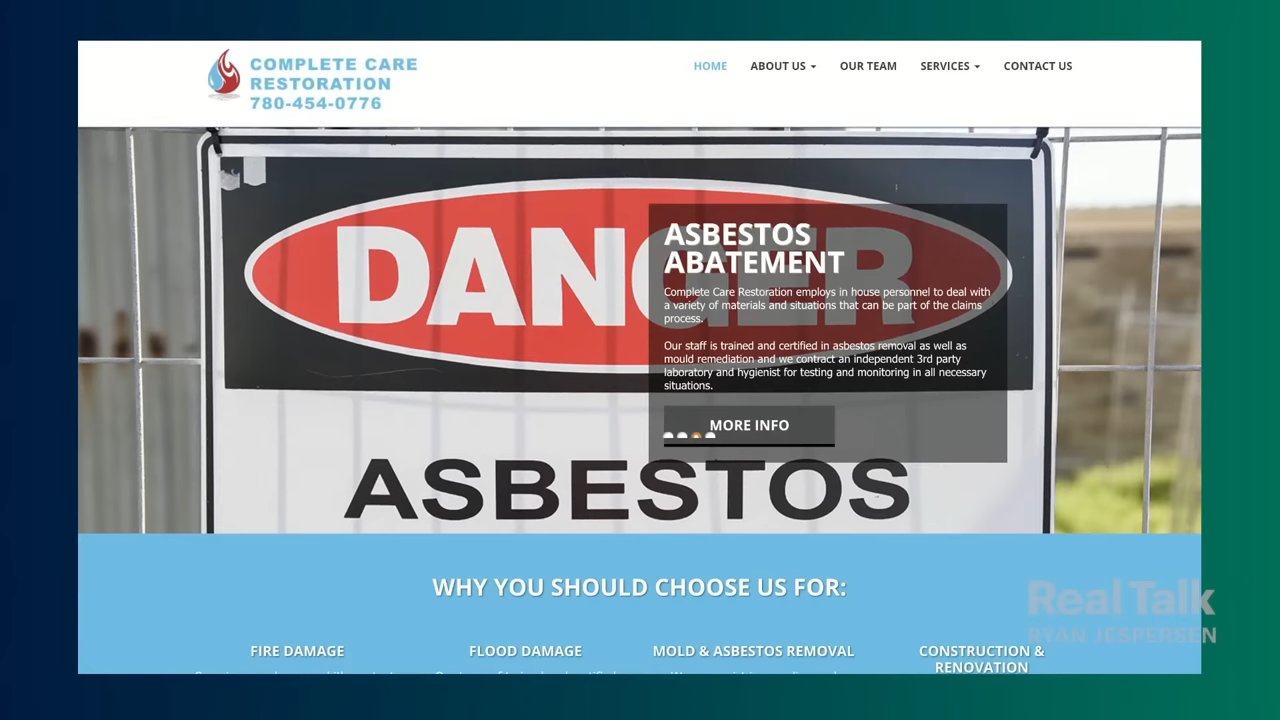 COMPLETE CARE
RESTORATION
780-454-0776
HOME ABOUT US OUR TEAM SERVICES CONTACT US
DANGER
ASBESTOS
ASBESTOS
ABATEMENT
Complete Care Restoration employs in house personnel to deal with
a variety of materials and situations that can be part of the claims
process.
Our staff is trained and certified in asbestos removal as well as
mould remediation and we contract an independent 3rd party
laboratory and hygienist for testing and monitoring in all necessary
situations.
MORE INFO
WHY YOU SHOULD CHOOSE US FOR:
FIRE DAMAGE
FLOOD DAMAGE
MOLD & ASBESTOS REMOVAL
CONSTRUCTION &
RENOVATION
Real Talk
RYAN JESPERSEN